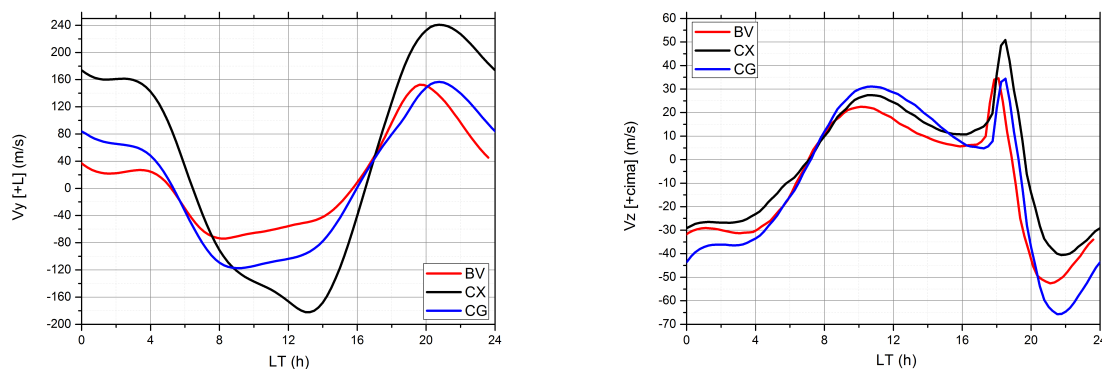 240
200
160
120
80
40
0
-40
-80
-120
-160
-200
Vy [+L] (m/s)
BV
CX
CG
0 4 8 12 16 20 24
LT (h)
60
50
40
30
20
10
0
-10
-20
-30
-40
-50
-60
-70
Vz [+cima] (m/s)
BV
CX
CG
0 4 8 12 16 20 24
LT (h)